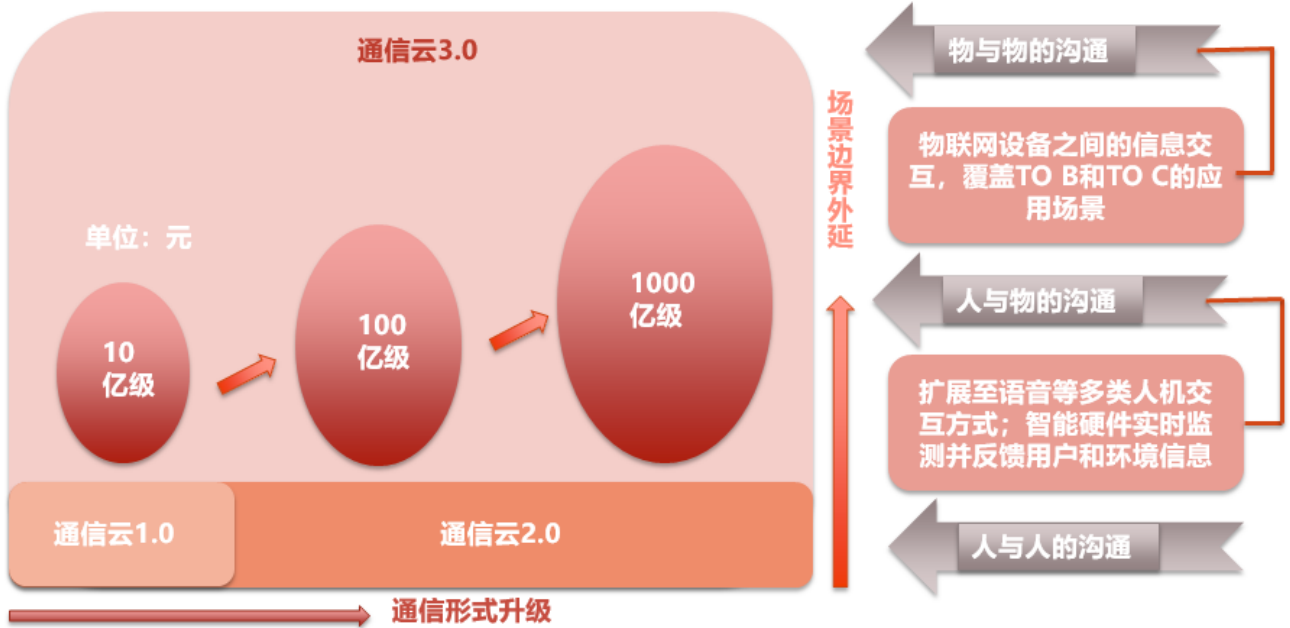 通信云3.0
单位：元
10
亿级
100
亿级
1000
亿级
通信云1.0
通信云2.0
通信形式升级
场景边界外延
物与物的沟通
物联网设备之间的信息交
互，覆盖TO B和TO C的应
用场景
人与物的沟通
扩展至语音等多类人机交
互方式；智能硬件实时监
测并反馈用户和环境信息
人与人的沟通